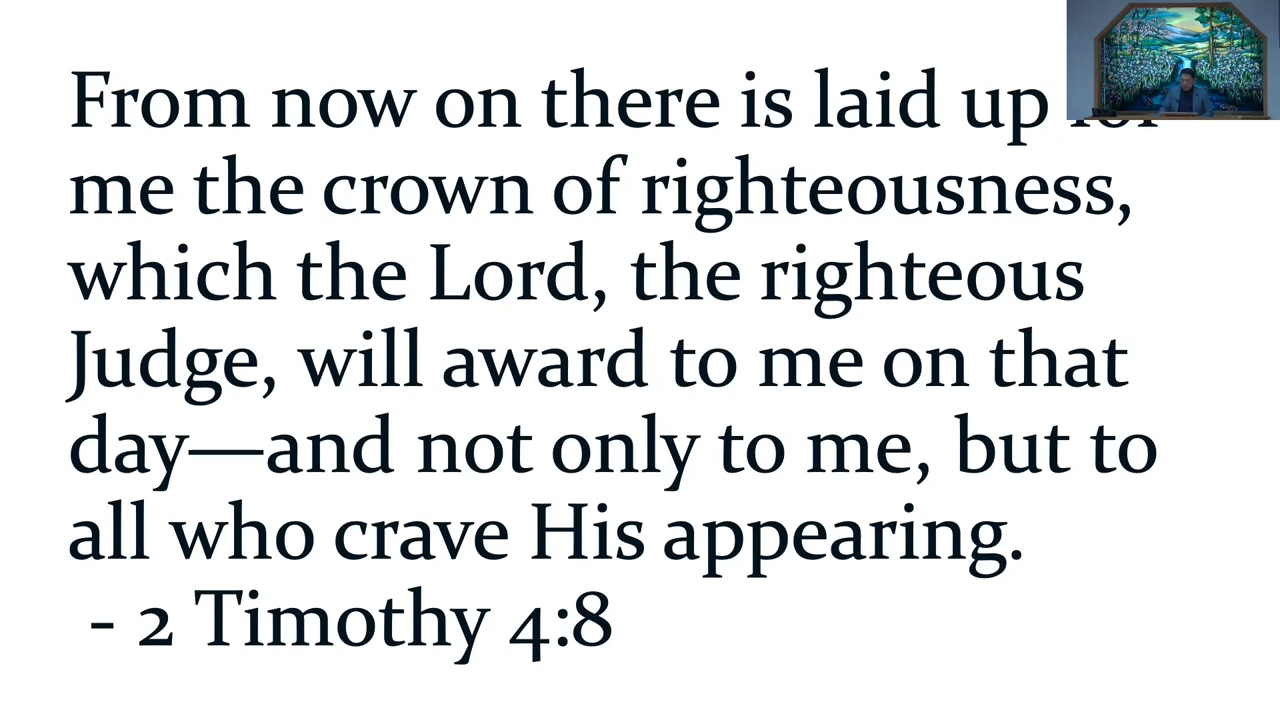 From now on there is laid up for
me the crown of righteousness,
which the Lord, the righteous
Judge, will award to me on that
day—and not only to me, but to
all who crave His appearing.
- 2 Timothy 4:8